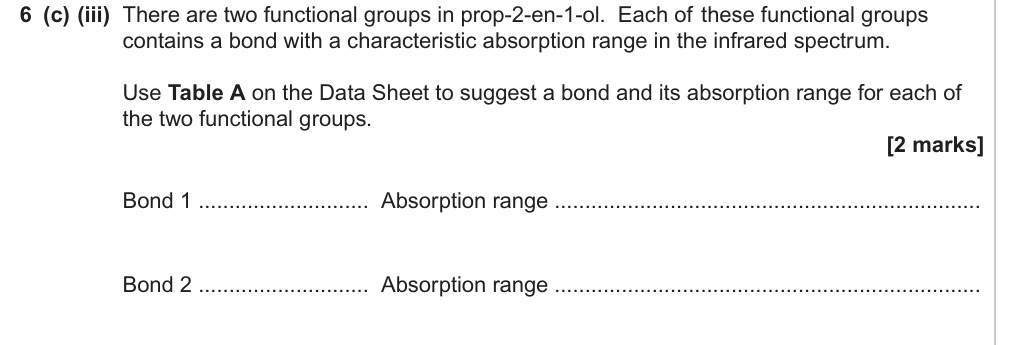 6 (c) (iii) There are two functional groups in prop-2-en-1-ol. Each of these functional groups
contains a bond with a characteristic absorption range in the infrared spectrum.
Use Table A on the Data Sheet to suggest a bond and its absorption range for each of
the two functional groups.
[2 marks]
Bond 1 ............................ Absorption range ......................................................................
Bond 2 ............................ Absorption range ......................................................................